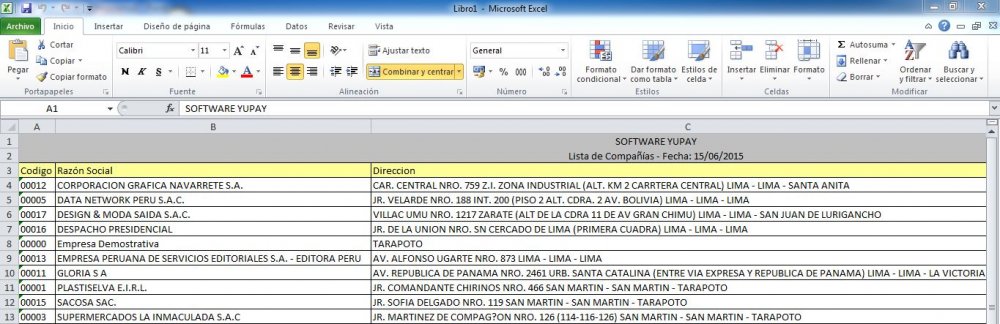 Libro1 - Microsoft Excel
Archivo Inicio Insertar Diseño de página Fórmulas Datos Revisar Vista
Cortar Calibri 11 A A Ajustar texto General Σ Autosuma
Pegar Copiar Formato condicional Dar formato como tabla Estilos de celda Insertar Eliminar Formato Rellenar Ordenar y filtrar Buscar y seleccionar
Copiar formato N K S A Combinar y centrar % 000 Borrar
Portapapeles Fuente Alineación Número Estilos Celdas Modificar
A1 fx SOFTWARE YUPAY
A B C
1 SOFTWARE YUPAY
2 Lista de Compañías - Fecha: 15/06/2015
3 Codigo Razón Social Direccion
4 00012 CORPORACION GRAFICA NAVARRETE S.A. CAR. CENTRAL NRO. 759 Z.I. ZONA INDUSTRIAL (ALT. KM 2 CARRTERA CENTRAL) LIMA - LIMA - SANTA ANITA
5 00005 DATA NETWORK PERU S.A.C. JR. VELARDE NRO. 188 INT. 200 (PISO 2 ALT. CDRA. 2 AV. BOLIVIA) LIMA - LIMA - LIMA
6 00017 DESIGN & MODA SAIDA S.A.C. VILLAC UMU NRO. 1217 ZARATE (ALT DE LA CDRA 11 DE AV GRAN CHIMU) LIMA - LIMA - SAN JUAN DE LURIGANCHO
7 00016 DESPACHO PRESIDENCIAL JR. DE LA UNION NRO. SN CERCADO DE LIMA (PRIMERA CUADRA) LIMA - LIMA - LIMA
8 00000 Empresa Demostrativa TARAPOTO
9 00013 EMPRESA PERUANA DE SERVICIOS EDITORIALES S.A. - EDITORA PERU AV. ALFONSO UGARTE NRO. 873 LIMA - LIMA - LIMA
10 00011 GLORIA S A AV. REPUBLICA DE PANAMA NRO. 2461 URB. SANTA CATALINA (ENTRE VIA EXPRESA Y REPUBLICA DE PANAMA) LIMA - LIMA - LA VICTORIA
11 00001 PLASTISELVA E.I.R.L. JR. COMANDANTE CHIRINOS NRO. 466 SAN MARTIN - SAN MARTIN - TARAPOTO
12 00015 SACOSA SAC. JR. SOFIA DELGADO NRO. 119 SAN MARTIN - SAN MARTIN - TARAPOTO
13 00003 SUPERMERCADOS LA INMACULADA S.A.C JR. MARTINEZ DE COMPAG?ON NRO. 126 (114-116-126) SAN MARTIN - SAN MARTIN - TARAPOTO